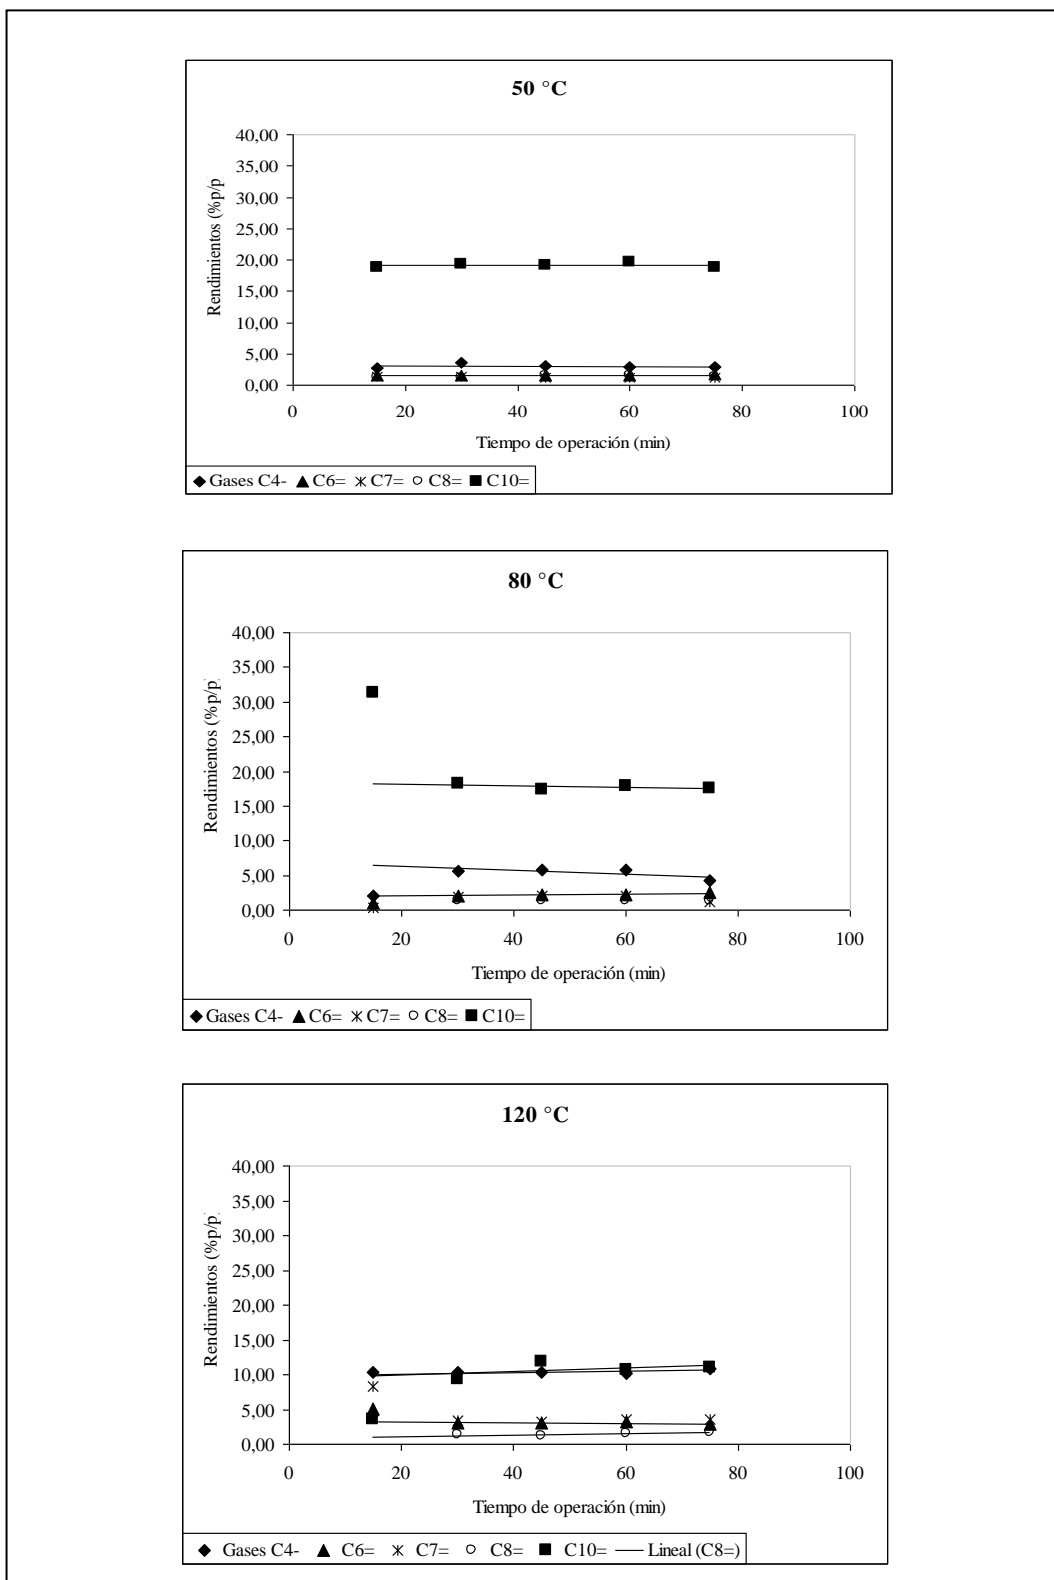 50 °C
40,00
35,00
30,00
25,00
20,00
15,00
10,00
5,00
0,00
Rendimientos (%p/p)
0 20 40 60 80 100
Tiempo de operación (min)
Gases C4- C6= C7= C8= C10=
80 °C
40,00
35,00
30,00
25,00
20,00
15,00
10,00
5,00
0,00
Rendimientos (%p/p)
0 20 40 60 80 100
Tiempo de operación (min)
Gases C4- C6= C7= C8= C10=
120 °C
40,00
35,00
30,00
25,00
20,00
15,00
10,00
5,00
0,00
Rendimientos (%p/p)
0 20 40 60 80 100
Tiempo de operación (min)
Gases C4- C6= C7= C8= C10= Lineal (C8=)